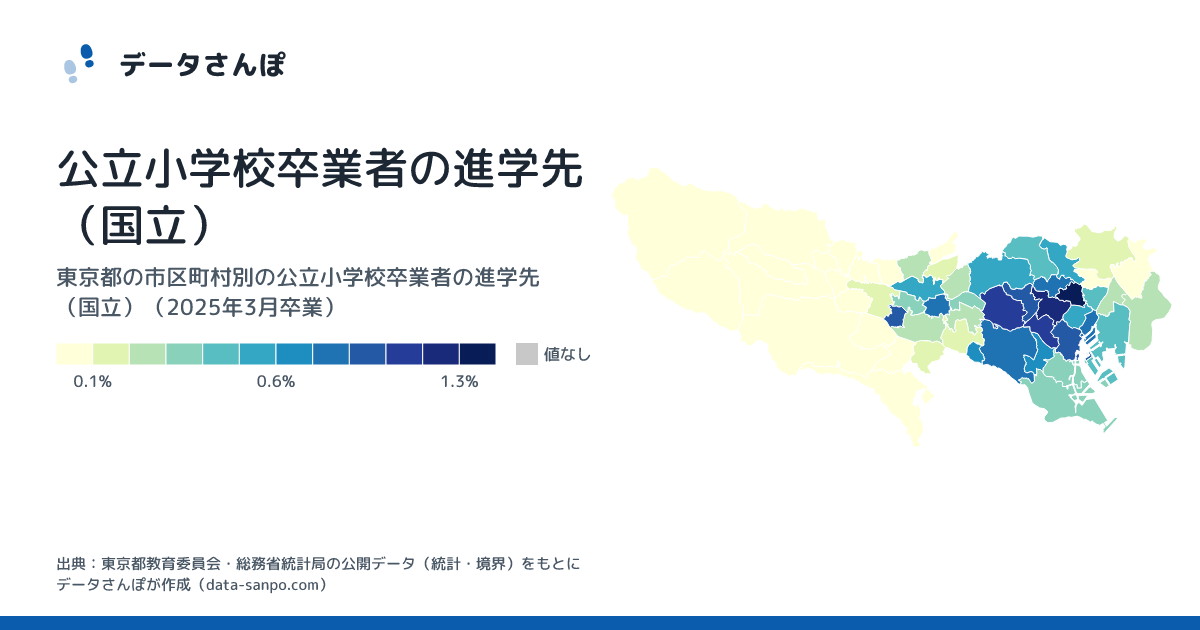 データさんぽ
公立小学校卒業者の進学先
（国立）
東京都の市区町村別の公立小学校卒業者の進学先
（国立）（2025年3月卒業）
0.1% 0.6% 1.3% 値なし
出典：東京都教育委員会・総務省統計局の公開データ（統計・境界）をもとに
データさんぽが作成（data-sanpo.com）